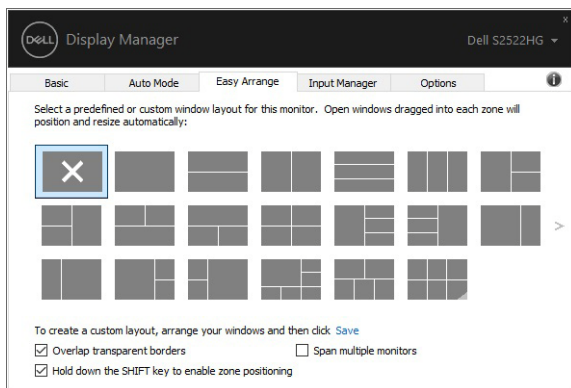 x
DELL Display Manager Dell S2522HG
Basic Auto Mode Easy Arrange Input Manager Options i
Select a predefined or custom window layout for this monitor. Open windows dragged into each zone will
position and resize automatically:
>
To create a custom layout, arrange your windows and then click Save
Overlap transparent borders Span multiple monitors
Hold down the SHIFT key to enable zone positioning